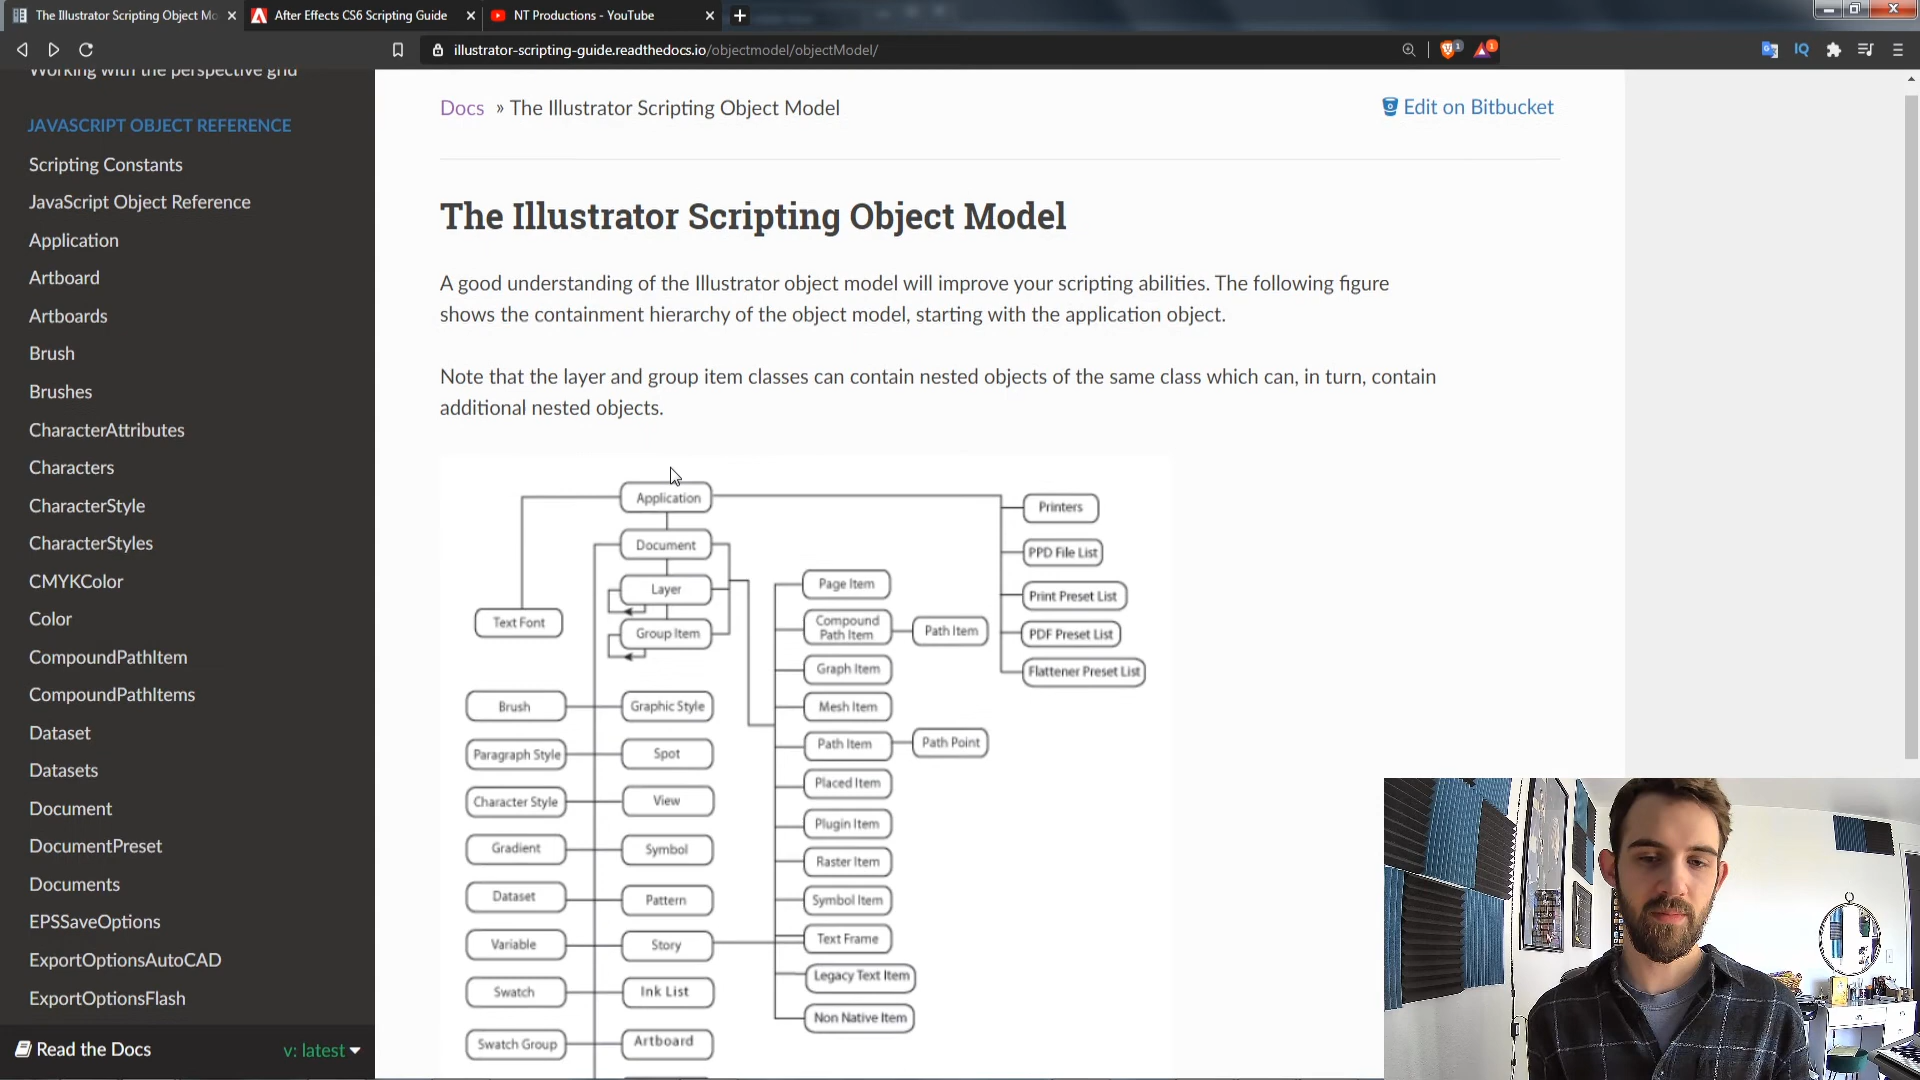 The Illustrator Scripting Object Mo
After Effects CS6 Scripting Guide
NT Productions - YouTube
illustrator-scripting-guide.readthedocs.io/objectmodel/objectModel/
1
1
IQ
Working with the perspective grid
JAVASCRIPT OBJECT REFERENCE
Scripting Constants
JavaScript Object Reference
Application
Artboard
Artboards
Brush
Brushes
CharacterAttributes
Characters
CharacterStyle
CharacterStyles
CMYKColor
Color
CompoundPathItem
CompoundPathItems
Dataset
Datasets
Document
DocumentPreset
Documents
EPSSaveOptions
ExportOptionsAutoCAD
ExportOptionsFlash
Read the Docs
v: latest
Docs » The Illustrator Scripting Object Model
Edit on Bitbucket
The Illustrator Scripting Object Model
A good understanding of the Illustrator object model will improve your scripting abilities. The following figure
shows the containment hierarchy of the object model, starting with the application object.
Note that the layer and group item classes can contain nested objects of the same class which can, in turn, contain
additional nested objects.
Application
Document
Layer
Group Item
Text Font
Brush
Graphic Style
Paragraph Style
Spot
Character Style
View
Gradient
Symbol
Dataset
Pattern
Variable
Story
Swatch
Ink List
Swatch Group
Artboard
Page Item
Compound
Path Item
Path Item
Graph Item
Mesh Item
Path Item
Path Point
Placed Item
Plugin Item
Raster Item
Symbol Item
Text Frame
Legacy Text Item
Non Native Item
Printers
PPD File List
Print Preset List
PDF Preset List
Flattener Preset List